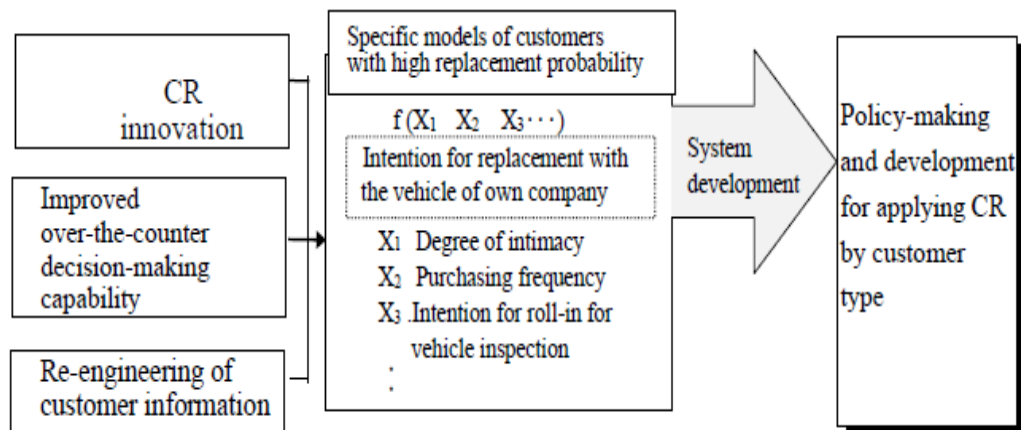 CR
innovation
Improved
over-the-counter
decision-making
capability
Re-engineering of
customer information
Specific models of customers
with high replacement probability
f (X₁ X₂ X₃···)
Intention for replacement with
the vehicle of own company
X₁ Degree of intimacy
X₂ Purchasing frequency
X₃ .Intention for roll-in for
vehicle inspection
:
System
development
Policy-making
and development
for applying CR
by customer
type